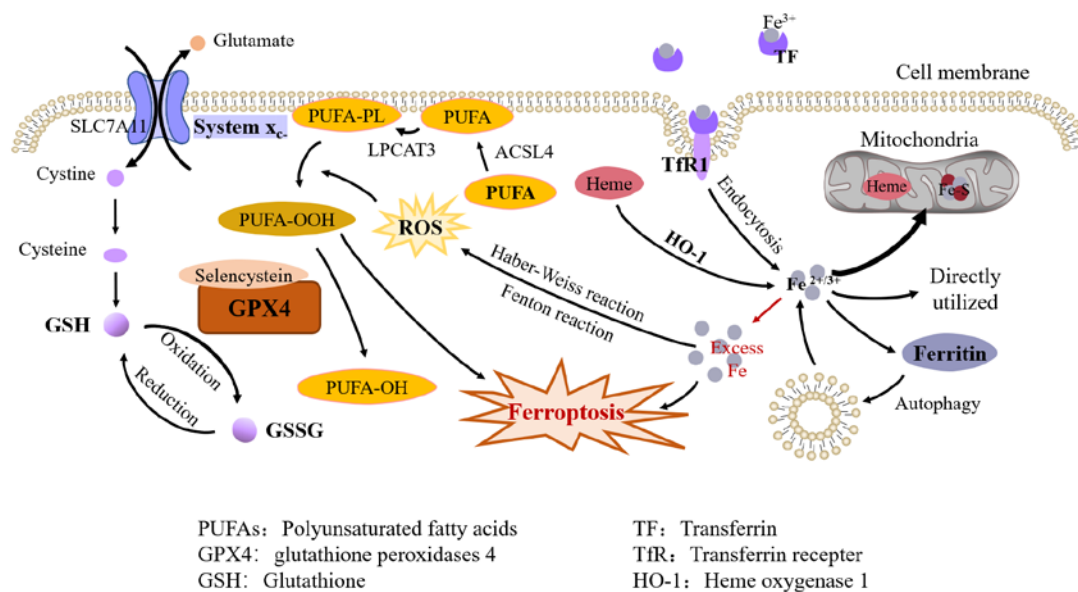 Glutamate
Fe3+
TF
Cell membrane
SLC7A11
System xc-
PUFA-PL
PUFA
LPCAT3
ACSL4
TfR1
Mitochondria
Cystine
PUFA
Heme
Heme
Fe-S
Endocytosis
PUFA-OOH
ROS
HO-1
Cysteine
Selencystein
GPX4
Haber-Weiss reaction
Fenton reaction
Fe 2+/3+
Directly
utilized
GSH
Oxidation
Reduction
Excess
Fe
Ferritin
PUFA-OH
Ferroptosis
Autophagy
GSSG
PUFAs: Polyunsaturated fatty acids
GPX4: glutathione peroxidases 4
GSH: Glutathione
TF: Transferrin
TfR: Transferrin recepter
HO-1: Heme oxygenase 1